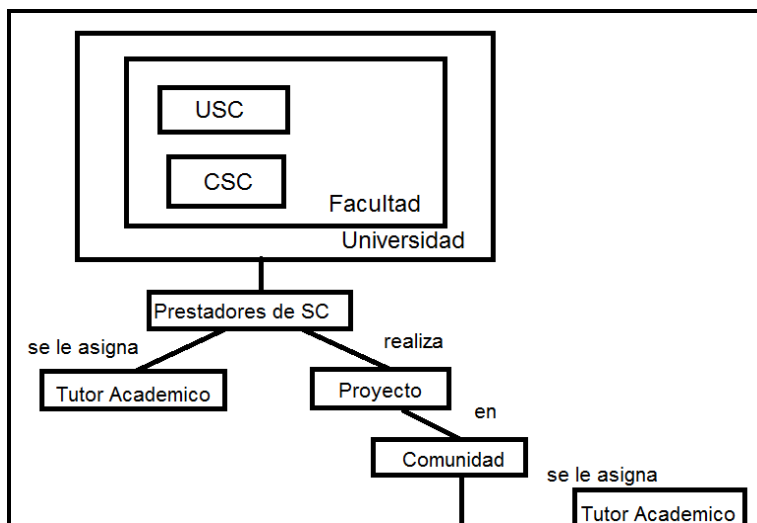 USC
CSC
Facultad
Universidad
Prestadores de SC
se le asigna
realiza
Tutor Academico
Proyecto
en
Comunidad
se le asigna
Tutor Academico